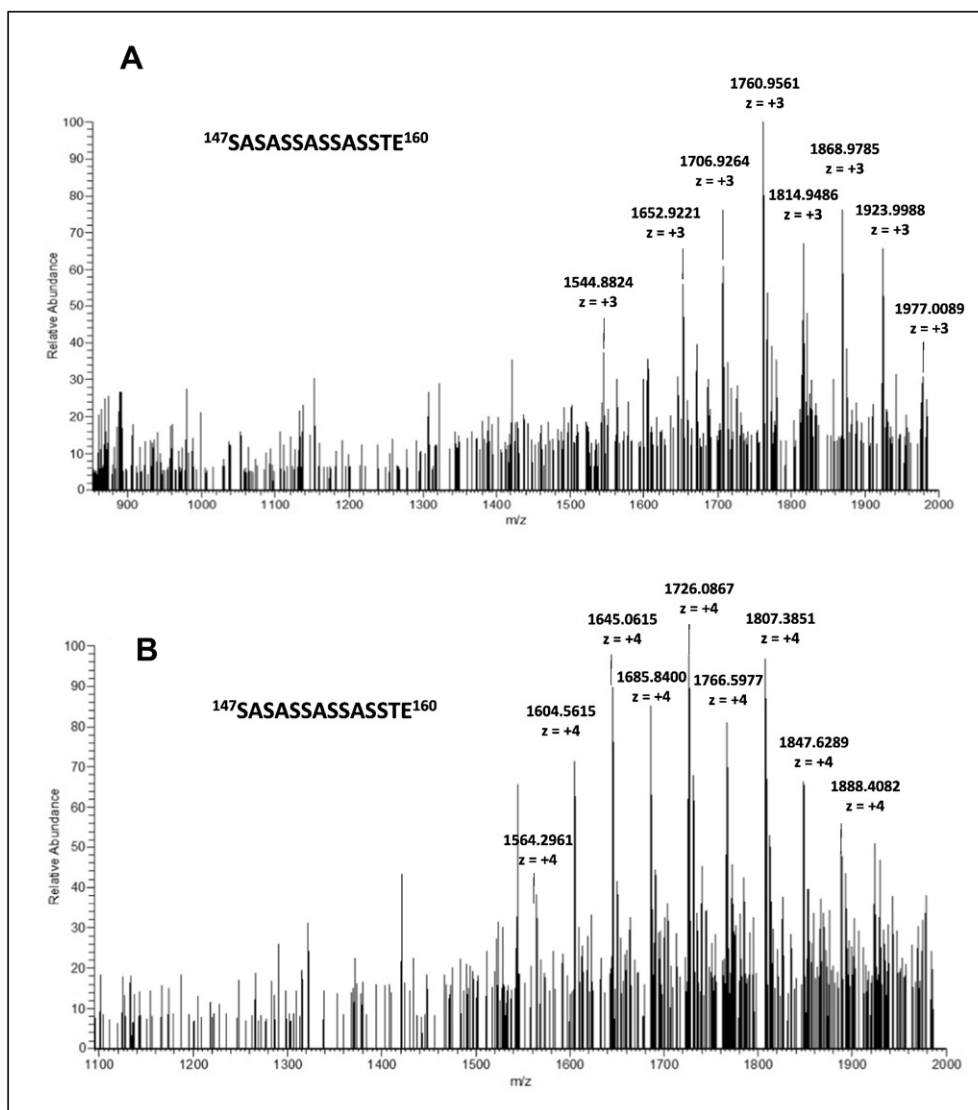 A
¹⁴⁷SASASSASSASSTE¹⁶⁰
1760.9561
z = +3
1868.9785
z = +3
1706.9264
z = +3
1814.9486
z = +3
1652.9221
z = +3
1923.9988
z = +3
1544.8824
z = +3
1977.0089
z = +3
Relative Abundance
100
90
80
70
60
50
40
30
20
10
0
900 1000 1100 1200 1300 1400 1500 1600 1700 1800 1900 2000
m/z
B
¹⁴⁷SASASSASSASSTE¹⁶⁰
1726.0867
z = +4
1645.0615
z = +4
1807.3851
z = +4
1685.8400
z = +4
1766.5977
z = +4
1604.5615
z = +4
1847.6289
z = +4
1888.4082
z = +4
1564.2961
z = +4
Relative Abundance
100
90
80
70
60
50
40
30
20
10
0
1100 1200 1300 1400 1500 1600 1700 1800 1900 2000
m/z